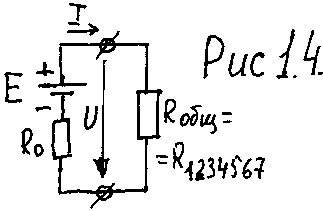 I
Рис 1.4.
+
E
-
R0
U
Rобщ =
= R1234567